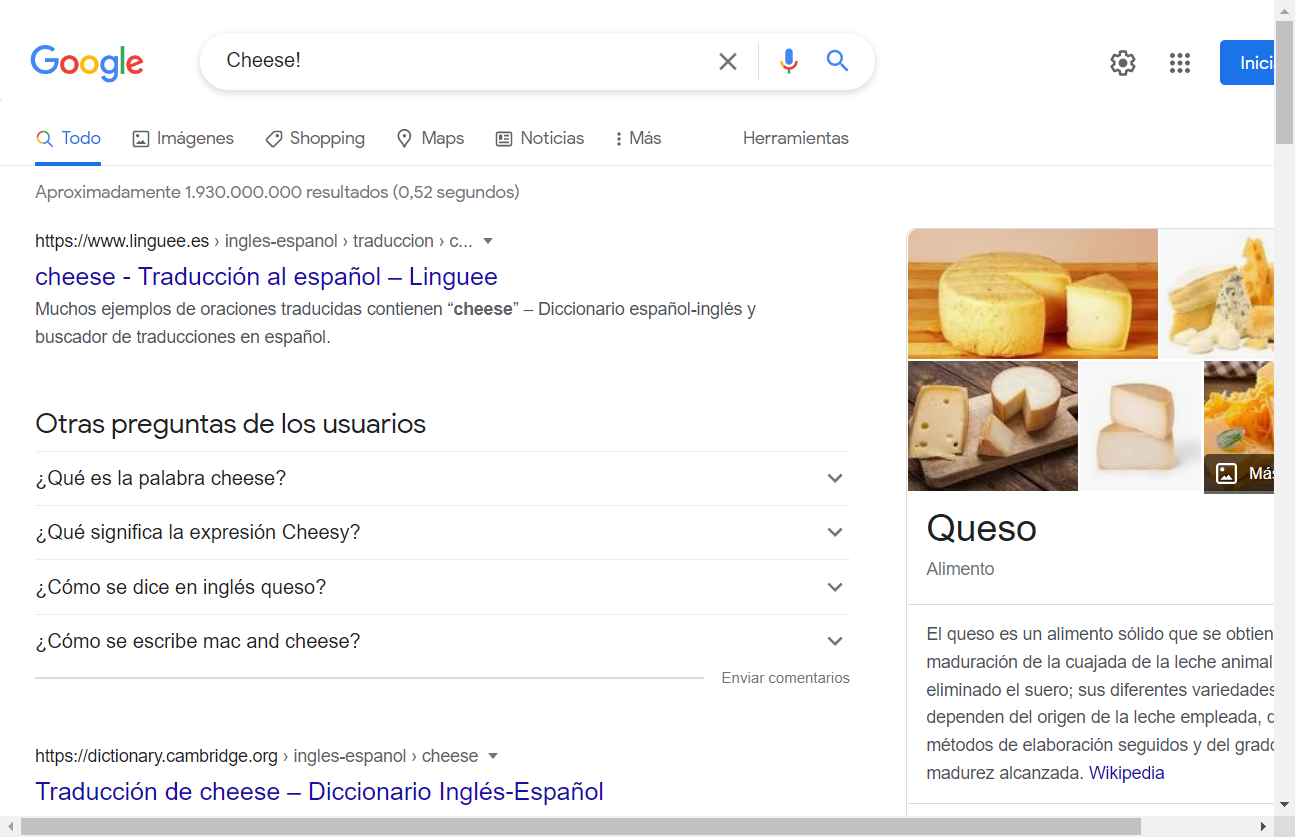 Google
Cheese!
Todo
Imágenes
Shopping
Maps
Noticias
Más
Herramientas
Aproximadamente 1.930.000.000 resultados (0,52 segundos)
https://www.linguee.es › ingles-espanol › traduccion › c...
cheese - Traducción al español – Linguee
Muchos ejemplos de oraciones traducidas contienen “cheese” – Diccionario español-inglés y
buscador de traducciones en español.
Otras preguntas de los usuarios
¿Qué es la palabra cheese?
¿Qué significa la expresión Cheesy?
¿Cómo se dice en inglés queso?
¿Cómo se escribe mac and cheese?
Enviar comentarios
https://dictionary.cambridge.org › ingles-espanol › cheese
Traducción de cheese – Diccionario Inglés-Español
Queso
Alimento
El queso es un alimento sólido que se obtien
maduración de la cuajada de la leche animal
eliminado el suero; sus diferentes variedades
dependen del origen de la leche empleada,
métodos de elaboración seguidos y del grado
madurez alcanzada. Wikipedia